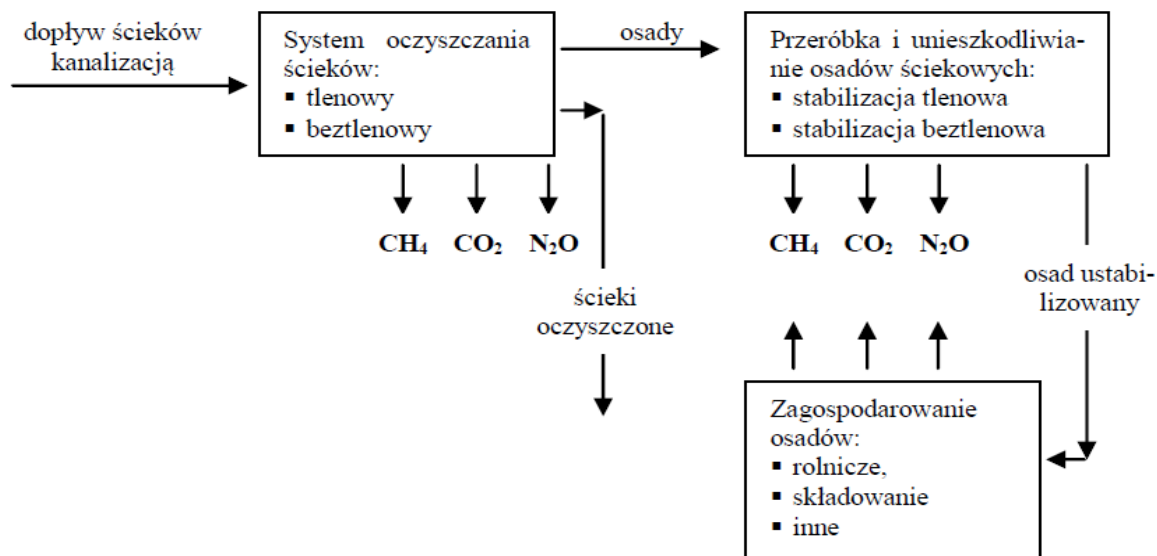 dopływ ścieków
kanalizacją
System oczyszczania
ścieków:
▪ tlenowy
▪ beztlenowy
osady
Przeróbka i unieszkodliwia-
nie osadów ściekowych:
▪ stabilizacja tlenowa
▪ stabilizacja beztlenowa
CH₄ CO₂ N₂O
CH₄ CO₂ N₂O
ścieki
oczyszczone
osad ustabi-
lizowany
Zagospodarowanie
osadów:
▪ rolnicze,
▪ składowanie
▪ inne